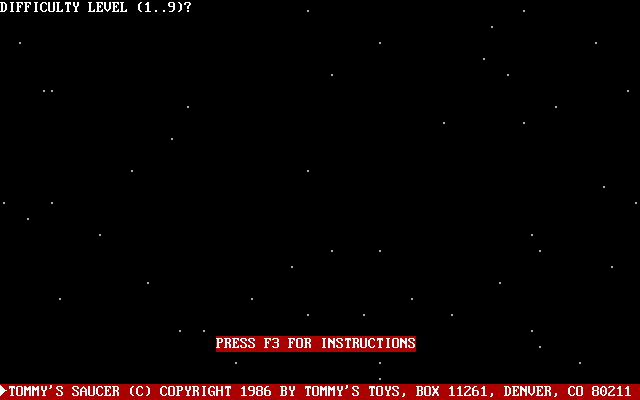 DIFFICULTY LEVEL (1..9)?
PRESS F3 FOR INSTRUCTIONS
TOMMY'S SAUCER (C) COPYRIGHT 1986 BY TOMMY'S TOYS, BOX 11261, DENVER, CO 80211